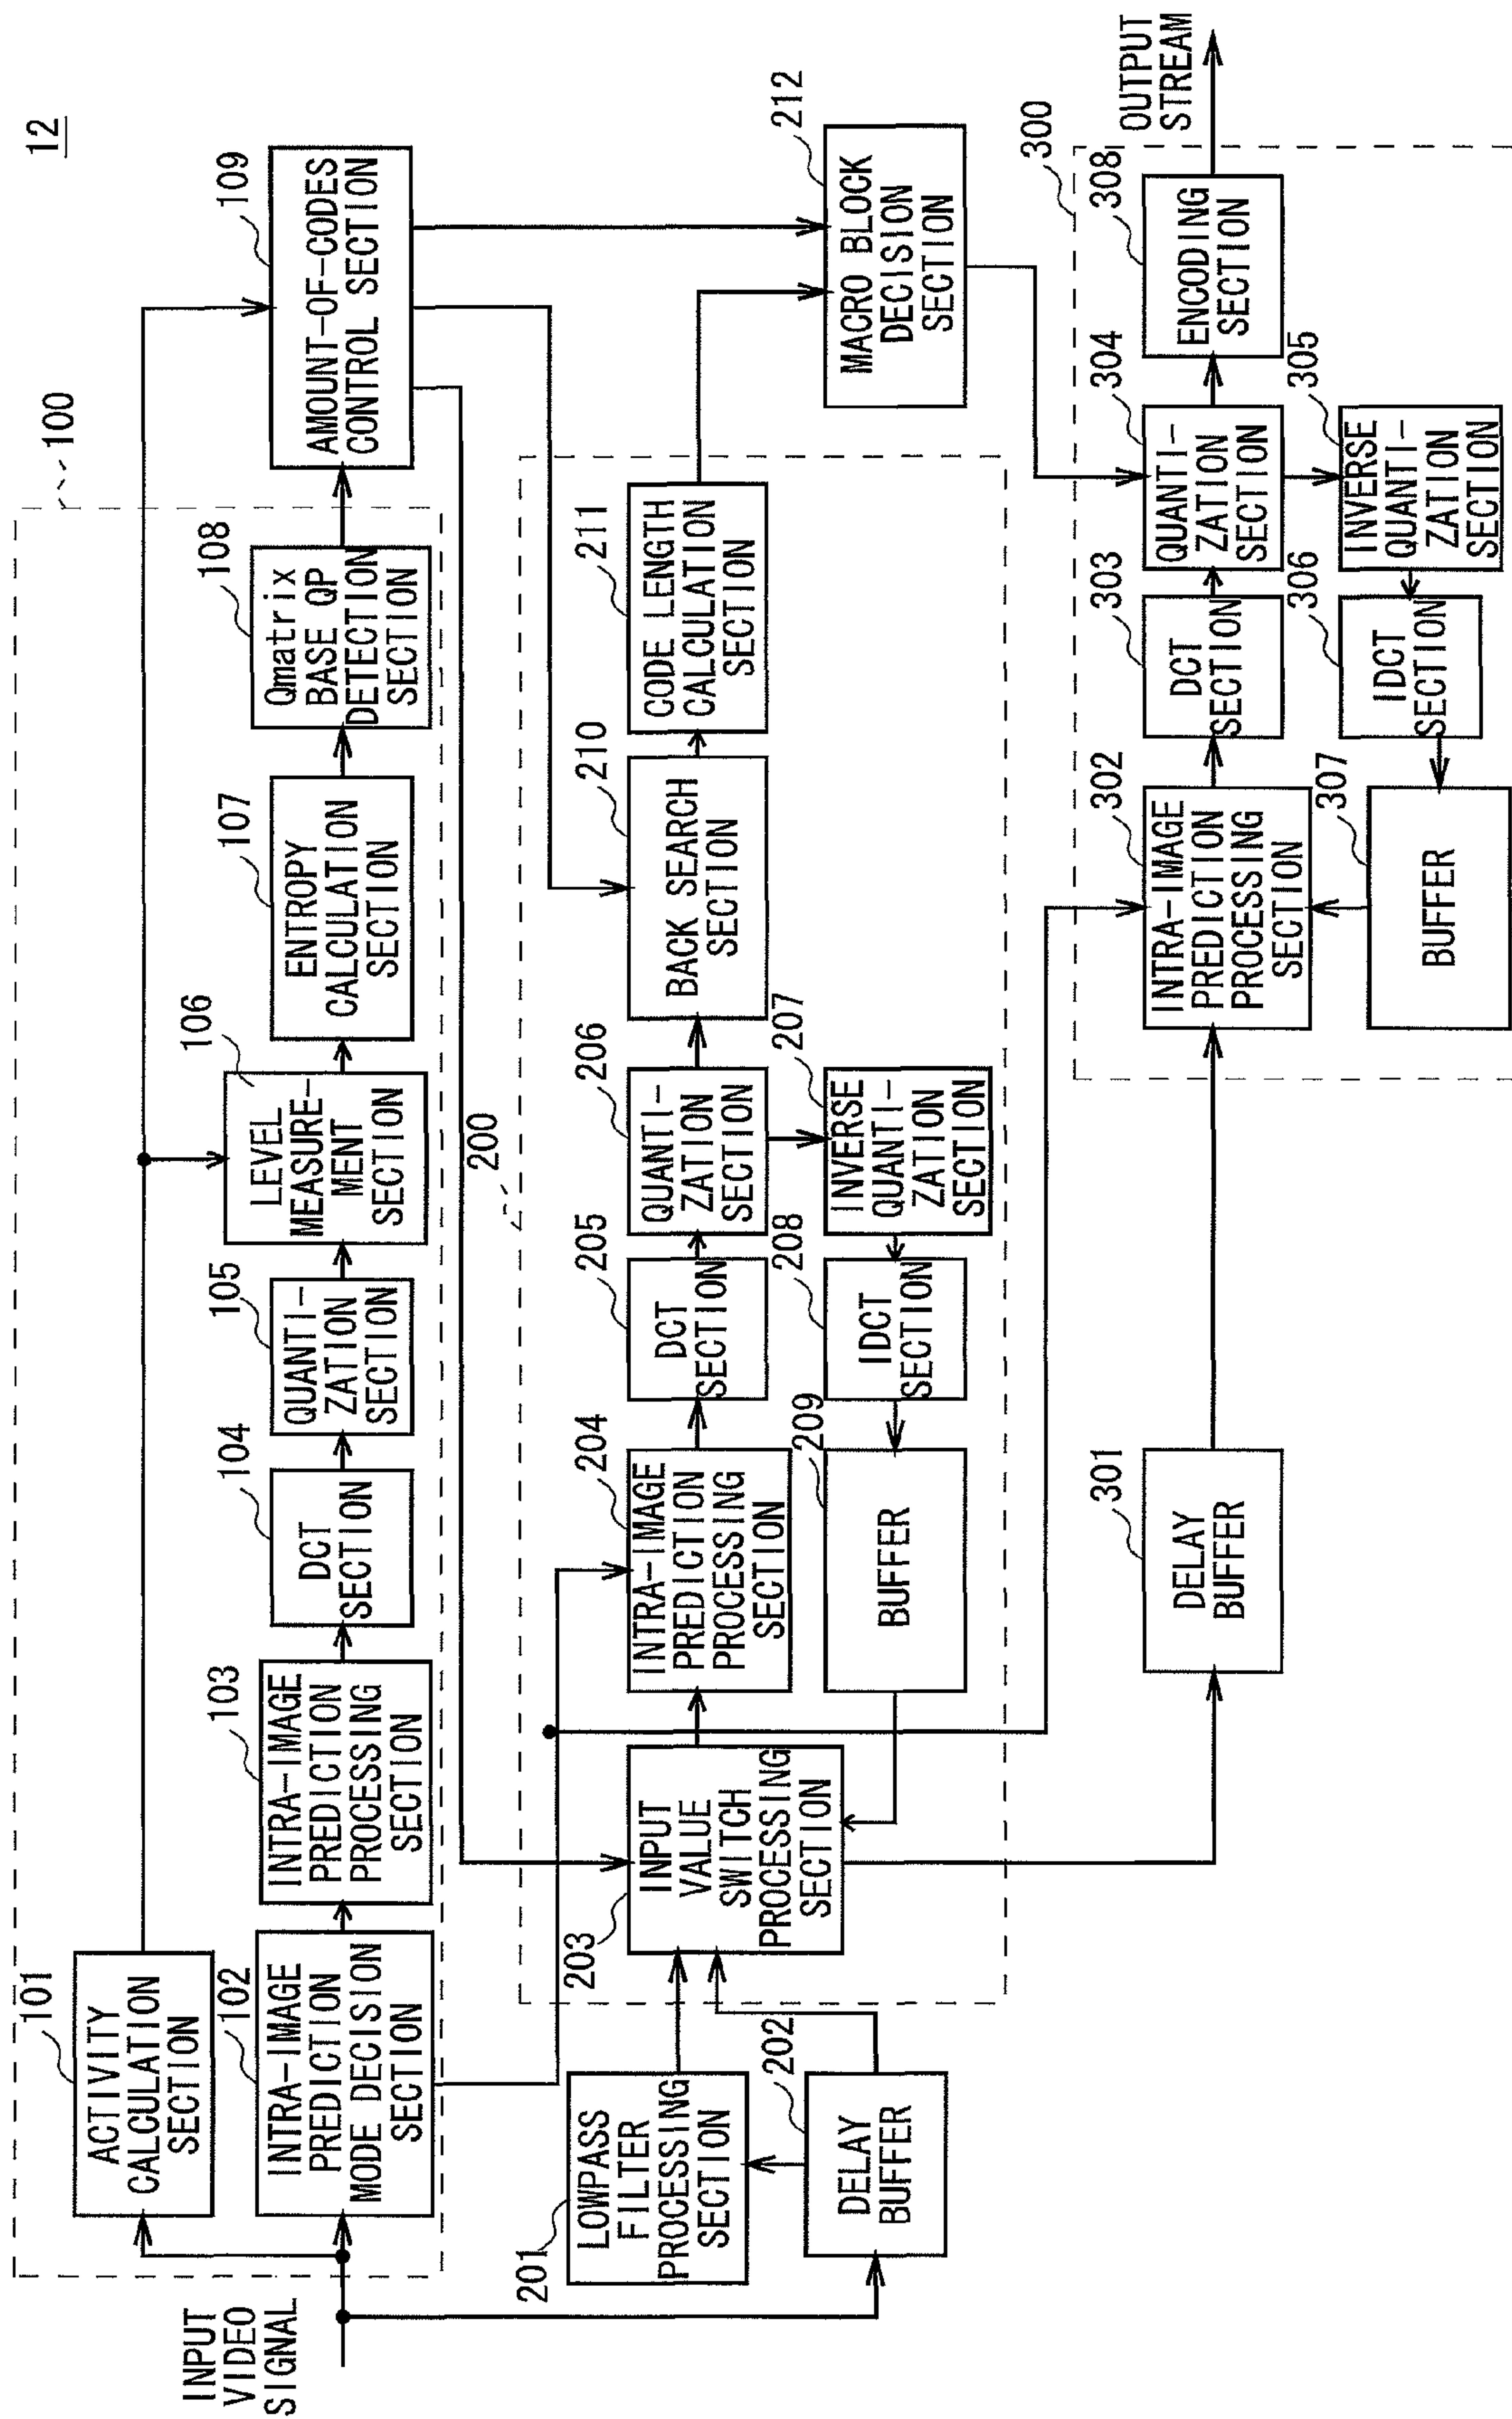 12
INPUT
VIDEO
SIGNAL
100
101
ACTIVITY
CALCULATION
SECTION
102
INTRA-IMAGE
PREDICTION
MODE DECISION
SECTION
103
INTRA-IMAGE
PREDICTION
PROCESSING
SECTION
104
DCT
SECTION
105
QUANTI-
ZATION
SECTION
106
LEVEL
MEASURE-
MENT
SECTION
107
ENTROPY
CALCULATION
SECTION
108
Qmatrix
BASE QP
DETECTION
SECTION
109
AMOUNT-OF-CODES
CONTROL SECTION
200
201
LOWPASS
FILTER
PROCESSING
SECTION
202
DELAY
BUFFER
203
INPUT
VALUE
SWITCH
PROCESSING
SECTION
204
INTRA-IMAGE
PREDICTION
PROCESSING
SECTION
205
DCT
SECTION
206
QUANTI-
ZATION
SECTION
207
INVERSE
QUANTI-
ZATION
SECTION
208
IDCT
SECTION
209
BUFFER
210
BACK SEARCH
SECTION
211
CODE LENGTH
CALCULATION
SECTION
212
MACRO BLOCK
DECISION
SECTION
300
301
DELAY
BUFFER
302
INTRA-IMAGE
PREDICTION
PROCESSING
SECTION
303
DCT
SECTION
304
QUANTI-
ZATION
SECTION
305
INVERSE
QUANTI-
ZATION
SECTION
306
IDCT
SECTION
307
BUFFER
308
ENCODING
SECTION
OUTPUT
STREAM